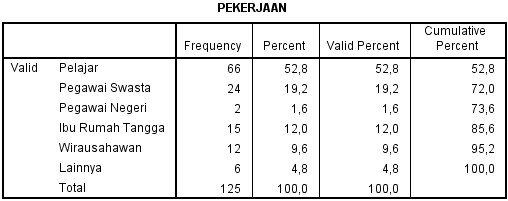 PEKERJAAN
Frequency Percent Valid Percent Cumulative Percent
Valid Pelajar 66 52,8 52,8 52,8
Pegawai Swasta 24 19,2 19,2 72,0
Pegawai Negeri 2 1,6 1,6 73,6
Ibu Rumah Tangga 15 12,0 12,0 85,6
Wirausahawan 12 9,6 9,6 95,2
Lainnya 6 4,8 4,8 100,0
Total 125 100,0 100,0